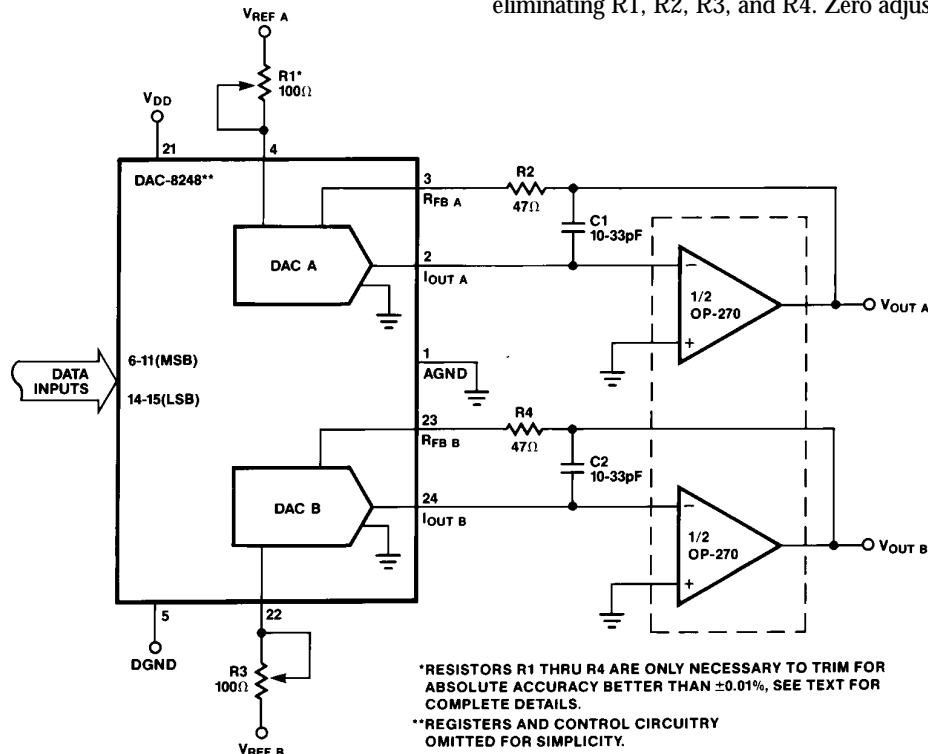 eliminating R1, R2, R3, and R4. Zero adjus
VREF A
R1*
100Ω
VDD
21
4
DAC-8248**
3
RFB A
R2
47Ω
C1
10-33pF
DAC A
2
IOUT A
−
1/2
OP-270
+
VOUT A
6-11(MSB)
DATA
INPUTS
14-15(LSB)
1
AGND
23
RFB B
R4
47Ω
C2
10-33pF
DAC B
24
IOUT B
−
1/2
OP-270
+
VOUT B
5
22
DGND
R3
100Ω
VREF B
*RESISTORS R1 THRU R4 ARE ONLY NECESSARY TO TRIM FOR
ABSOLUTE ACCURACY BETTER THAN ±0.01%, SEE TEXT FOR
COMPLETE DETAILS.
**REGISTERS AND CONTROL CIRCUITRY
OMITTED FOR SIMPLICITY.